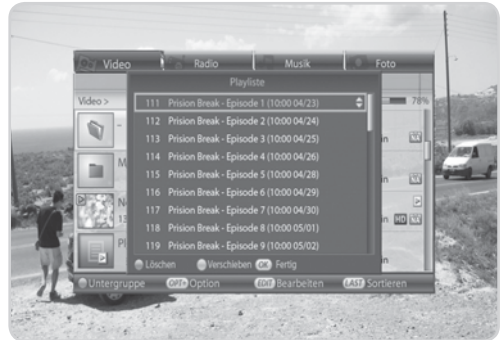 Video Radio Musik Foto
Playliste
Video > 78%
111 Prision Break - Episode 1 (10:00 04/23)
112 Prision Break - Episode 2 (10:00 04/24)
113 Prision Break - Episode 3 (10:00 04/25)
114 Prision Break - Episode 4 (10:00 04/26)
115 Prision Break - Episode 5 (10:00 04/28)
116 Prision Break - Episode 6 (10:00 04/29)
117 Prision Break - Episode 7 (10:00 04/30)
118 Prision Break - Episode 8 (10:00 05/01)
119 Prision Break - Episode 9 (10:00 05/02)
Löschen Verschieben OK Fertig
Untergruppe OPT+ Option EDIT Bearbeiten LAST Sortieren